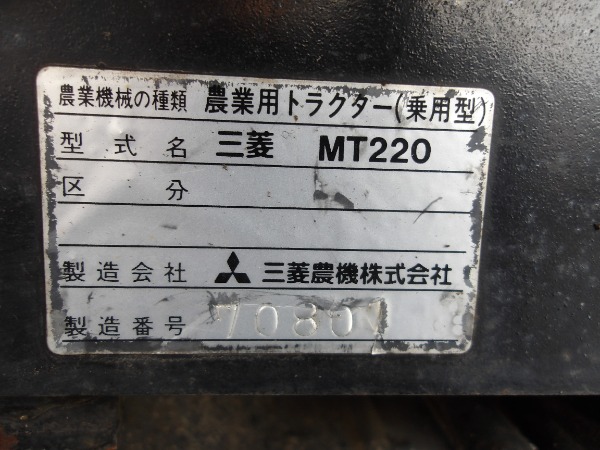 農業機械の種類 農業用トラクター(乗用型)
型式名 三菱 MT220
区分
製造会社 三菱農機株式会社
製造番号 70807